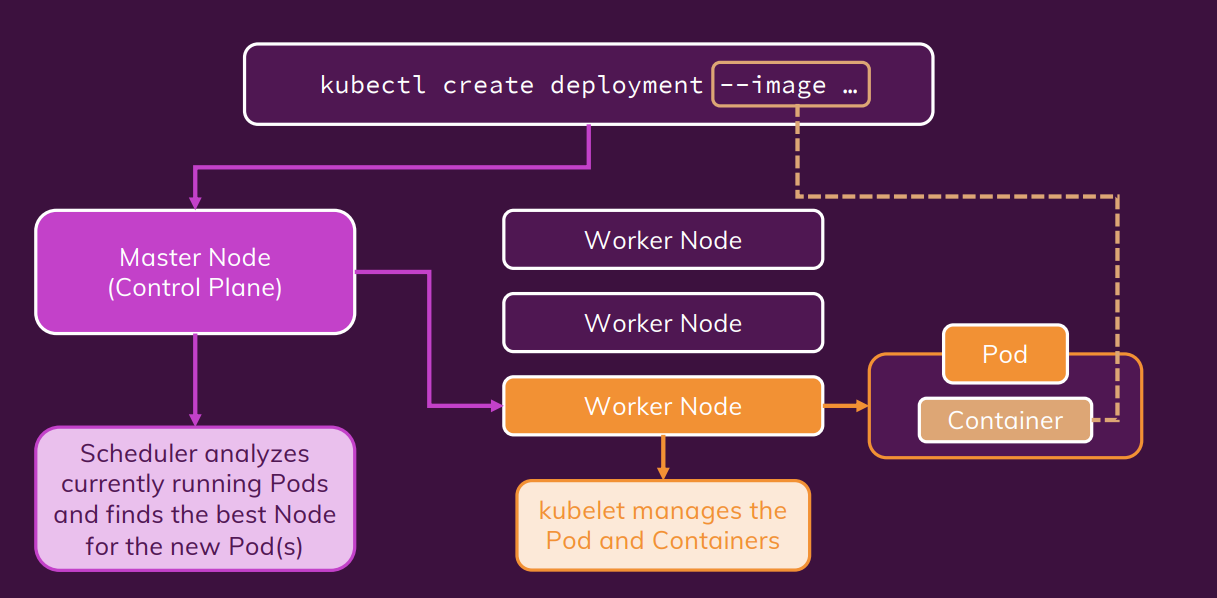 kubectl create deployment --image …
Master Node
(Control Plane)
Worker Node
Worker Node
Worker Node
Pod
Container
Scheduler analyzes
currently running Pods
and finds the best Node
for the new Pod(s)
kubelet manages the
Pod and Containers